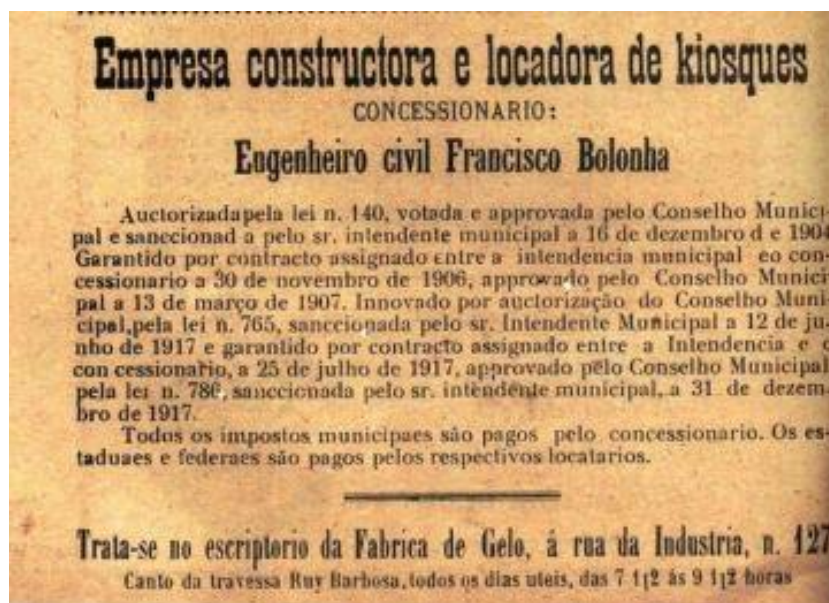 Empresa constructora e locadora de kiosques
CONCESSIONARIO:
Engenheiro civil Francisco Bolonha
Auctorizada pela lei n. 140, votada e approvada pelo Conselho Munici
pal e sanccionad a pelo sr. intendente municipal a 16 de dezembro d e 1904
Garantido por contracto assignado entre a intendencia municipal eo con-
cessionario a 30 de novembro de 1906, approvado pelo Conselho Munici
pal a 13 de março de 1907. Innovado por auctorização do Conselho Muni
cipal,pela lei n. 765, sanccionada pelo sr. Intendente Municipal a 12 de ju
nho de 1917 e garantido por contracto assignado entre a Intendencia e o
con cessionario, a 25 de julho de 1917, approvado pelo Conselho Municipal
pela lei n. 786, sanccionada pelo sr. intendente municipal, a 31 de dezem
bro de 1917.
Todos os impostos municipaes são pagos pelo concessionario. Os es-
taduaes e federaes são pagos pelos respectivos locatarios.
Trata-se no escriptorio da Fabrica de Gelo, á rua da Industria, n. 127
Canto da travessa Ruy Barbosa, todos os dias uteis, das 7 1|2 ás 9 1|2 horas